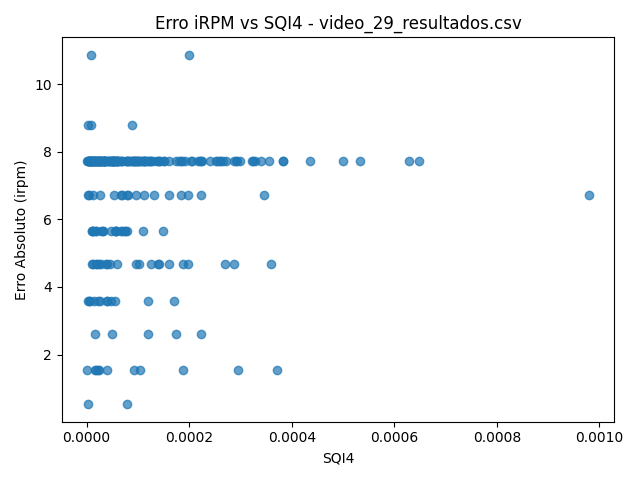 Erro iRPM vs SQI4 - video_29_resultados.csv
Erro Absoluto (irpm)
10
8
6
4
2
0.0000 0.0002 0.0004 0.0006 0.0008 0.0010
SQI4